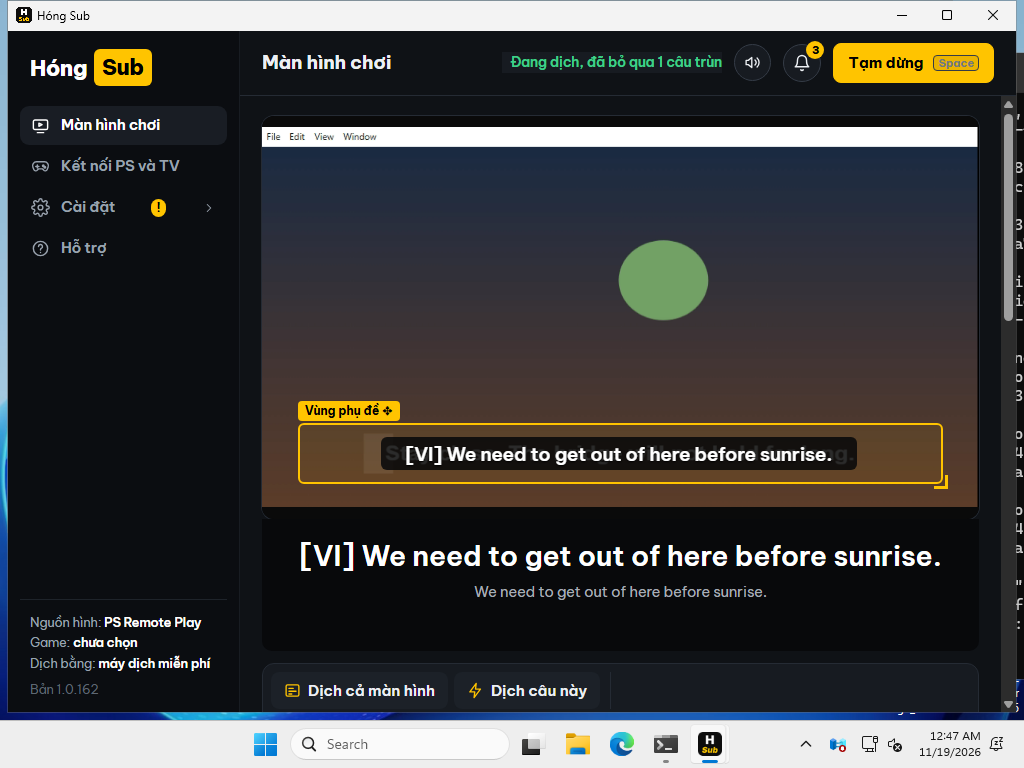 Hóng Sub
Hóng Sub
Màn hình chơi
Kết nối PS và TV
Cài đặt !
Hỗ trợ
Nguồn hình: PS Remote Play
Game: chưa chọn
Dịch bằng: máy dịch miễn phí
Bản 1.0.162
Màn hình chơi
Đang dịch, đã bỏ qua 1 câu trùn
3
Tạm dừng Space
File Edit View Window
Vùng phụ đề
[VI] We need to get out of here before sunrise.
[VI] We need to get out of here before sunrise.
We need to get out of here before sunrise.
Dịch cả màn hình
Dịch câu này
Search
H Sub
12:47 AM
11/19/2026